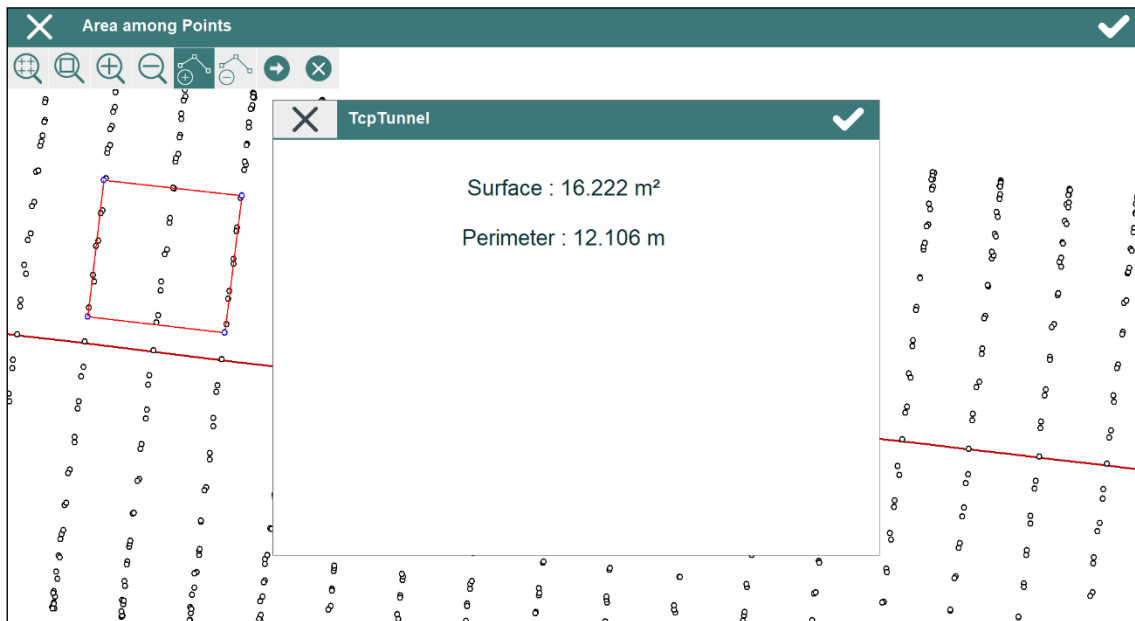 Area among Points
TcpTunnel
Surface : 16.222 m²
Perimeter : 12.106 m